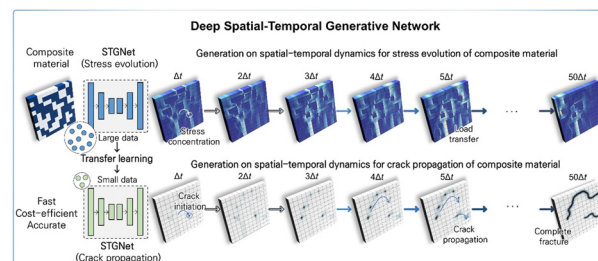 Deep Spatial-Temporal Generative Network
Composite material
STGNet
(Stress evolution)
Large data
Generation on spatial-temporal dynamics for stress evolution of composite material
Δt
2Δt
3Δt
4Δt
5Δt
50Δt
Stress concentration
Load transfer
. . .
Transfer learning
Small data
Fast
Cost-efficient
Accurate
STGNet
(Crack propagation)
Generation on spatial-temporal dynamics for crack propagation of composite material
Δt
2Δt
3Δt
4Δt
5Δt
50Δt
Crack initiation
Crack propagation
. . .
Complete fracture